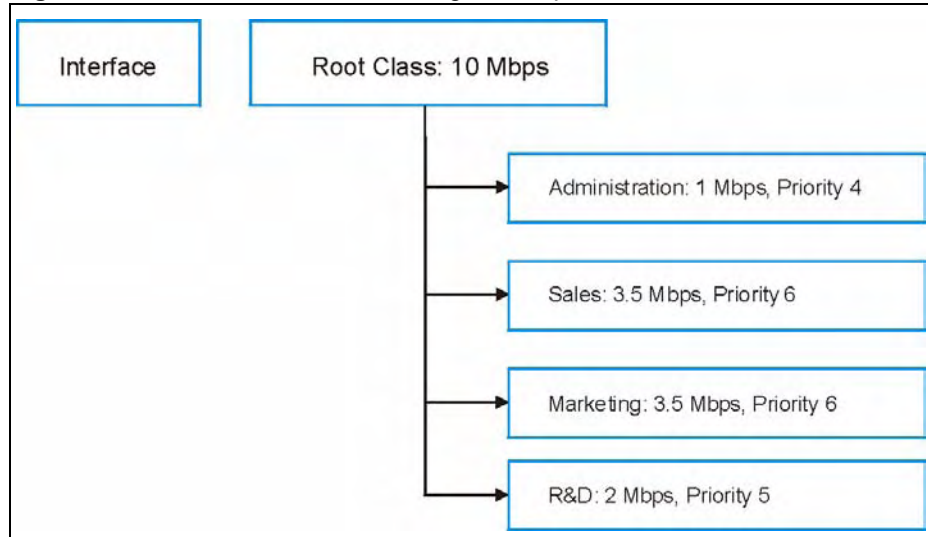 Interface
Root Class: 10 Mbps
Administration: 1 Mbps, Priority 4
Sales: 3.5 Mbps, Priority 6
Marketing: 3.5 Mbps, Priority 6
R&D: 2 Mbps, Priority 5